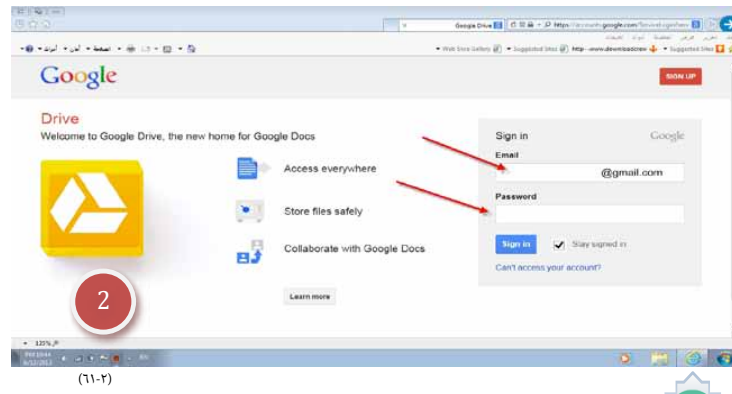 Google Drive
Google
SIGN UP
Drive
Welcome to Google Drive, the new home for Google Docs
Access everywhere
Store files safely
Collaborate with Google Docs
Learn more
Sign in
Google
Email
@gmail.com
Password
Sign in
Stay signed in
Can't access your account?
2
125%
(٢-٦١)